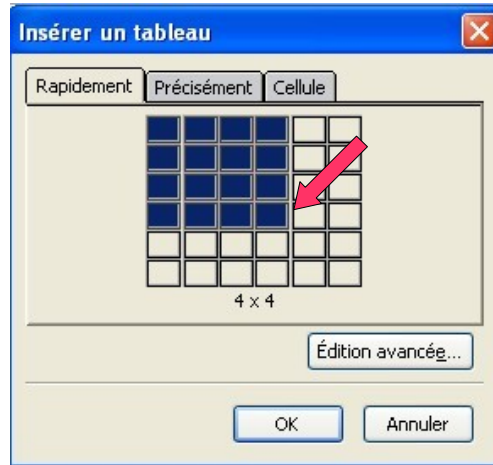 Insérer un tableau
Rapidement Précisément Cellule
4 x 4
Édition avancée...
OK Annuler